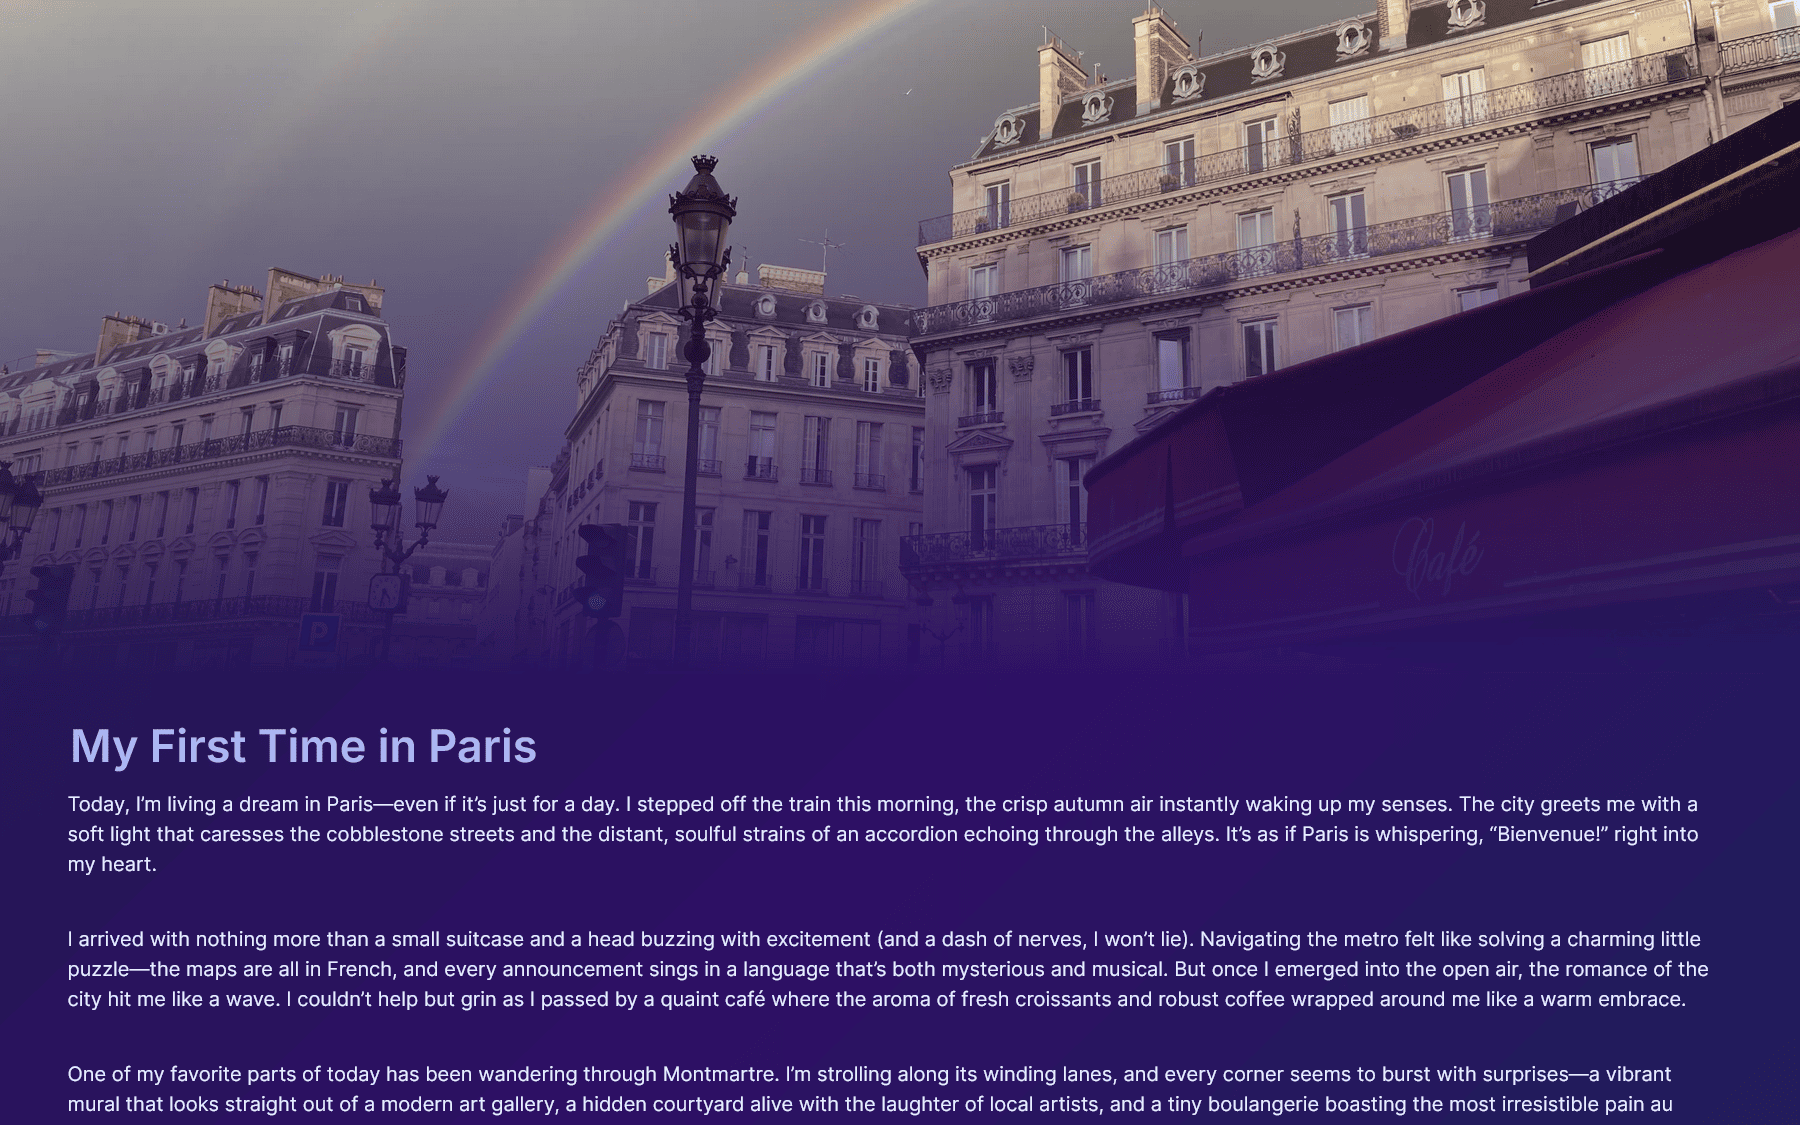 P
Café
My First Time in Paris
Today, I’m living a dream in Paris—even if it’s just for a day. I stepped off the train this morning, the crisp autumn air instantly waking up my senses. The city greets me with a
soft light that caresses the cobblestone streets and the distant, soulful strains of an accordion echoing through the alleys. It’s as if Paris is whispering, “Bienvenue!” right into
my heart.
I arrived with nothing more than a small suitcase and a head buzzing with excitement (and a dash of nerves, I won’t lie). Navigating the metro felt like solving a charming little
puzzle—the maps are all in French, and every announcement sings in a language that’s both mysterious and musical. But once I emerged into the open air, the romance of the
city hit me like a wave. I couldn’t help but grin as I passed by a quaint café where the aroma of fresh croissants and robust coffee wrapped around me like a warm embrace.
One of my favorite parts of today has been wandering through Montmartre. I’m strolling along its winding lanes, and every corner seems to burst with surprises—a vibrant
mural that looks straight out of a modern art gallery, a hidden courtyard alive with the laughter of local artists, and a tiny boulangerie boasting the most irresistible pain au